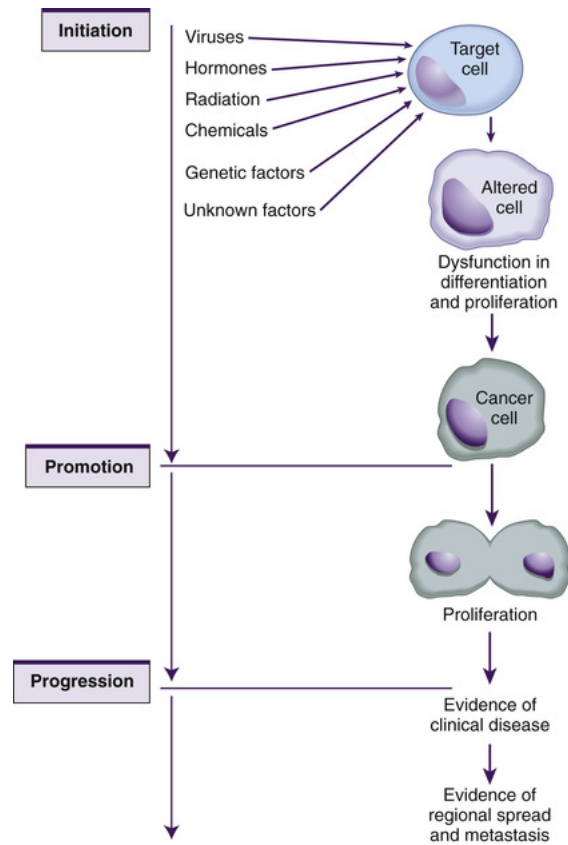 Initiation
Viruses
Hormones
Radiation
Chemicals
Genetic factors
Unknown factors
Target
cell
Altered
cell
Dysfunction in
differentiation
and proliferation
Cancer
cell
Promotion
Proliferation
Progression
Evidence of
clinical disease
Evidence of
regional spread
and metastasis